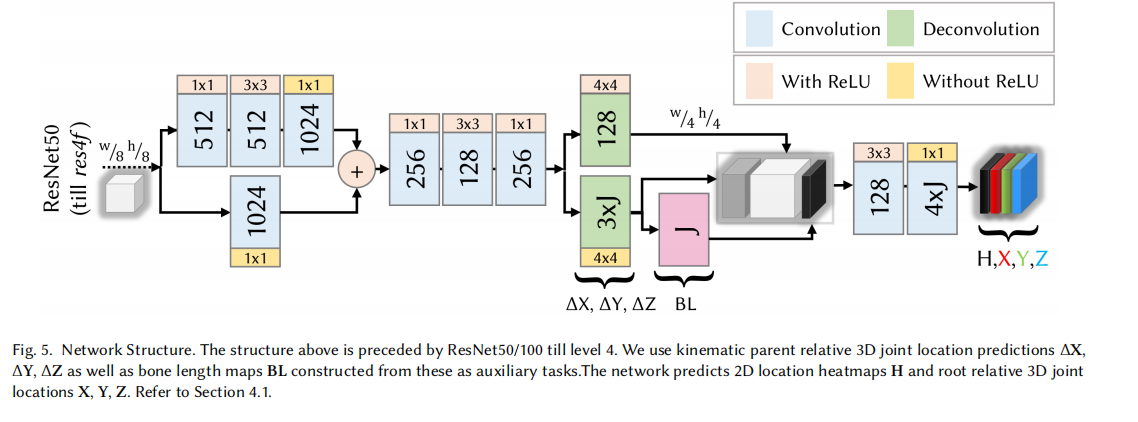 Convolution
Deconvolution
With ReLU
Without ReLU
ResNet50
(till res4f)
w/8 h/8
1x1
512
3x3
512
1x1
1024
1024
1x1
+
1x1
256
3x3
128
1x1
256
4x4
128
w/4 h/4
3xJ
4x4
J
ΔX, ΔY, ΔZ
BL
3x3
128
1x1
4xJ
H,X,Y,Z
Fig. 5. Network Structure. The structure above is preceded by ResNet50/100 till level 4. We use kinematic parent relative 3D joint location predictions ΔX,
ΔY, ΔZ as well as bone length maps BL constructed from these as auxiliary tasks.The network predicts 2D location heatmaps H and root relative 3D joint
locations X, Y, Z. Refer to Section 4.1.